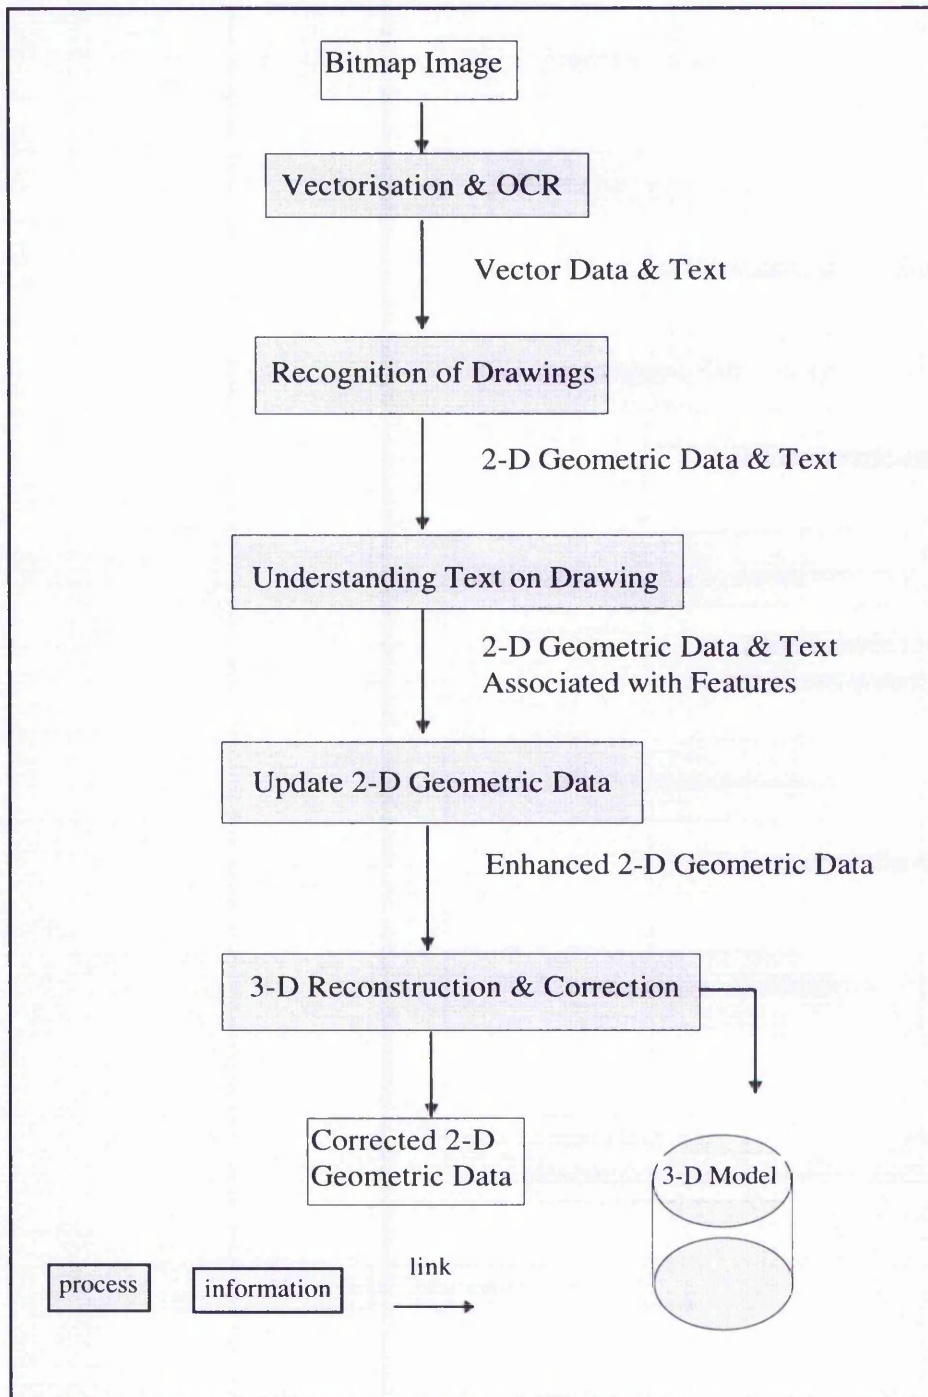 Bitmap Image
Vectorisation & OCR
Vector Data & Text
Recognition of Drawings
2-D Geometric Data & Text
Understanding Text on Drawing
2-D Geometric Data & Text
Associated with Features
Update 2-D Geometric Data
Enhanced 2-D Geometric Data
3-D Reconstruction & Correction
Corrected 2-D
Geometric Data
3-D Model
process
information
link